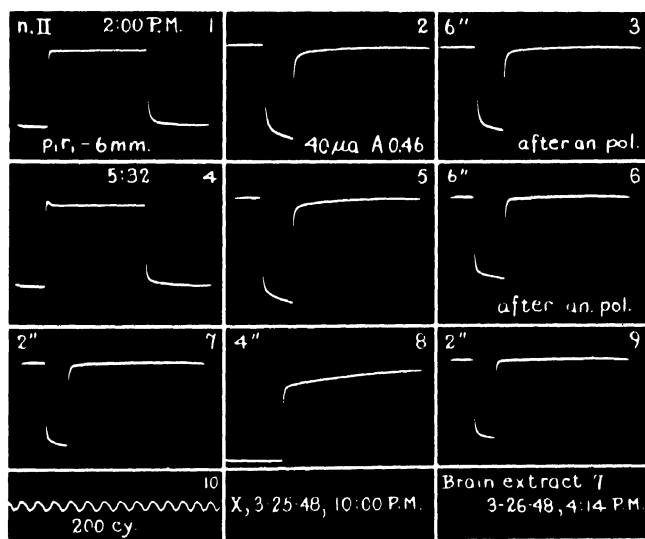 n.II 2:00 P.M. 1
p₁r₁ - 6mm.
2
40μa A 0.46
6" 3
after an pol.
5:32 4
5
6" 6
after an. pol.
2" 7
4" 8
2" 9
10
200 cy.
X, 3-25-48, 10:00 P.M.
Brain extract 7
3-26-48, 4:14 P.M.